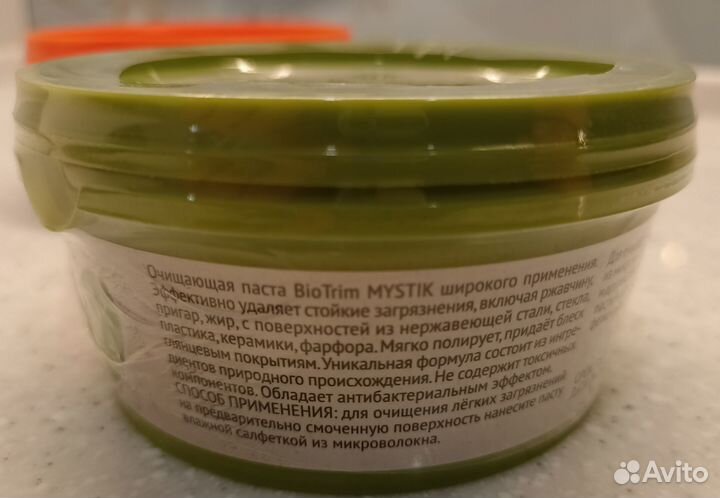 Очищающая паста BioTrim MYSTIK широкого применения.
Эффективно удаляет стойкие загрязнения, включая ржавчину,
пригар, жир, с поверхностей из нержавеющей стали, стекла,
пластика, керамики, фарфора. Мягко полирует, придаёт блеск
глянцевым покрытиям. Уникальная формула состоит из ингре-
диентов природного происхождения. Не содержит токсичных
компонентов. Обладает антибактериальным эффектом.
СПОСОБ ПРИМЕНЕНИЯ: для очищения лёгких загрязнений
на предварительно смоченную поверхность нанесите пасту
влажной салфеткой из микроволокна.
Avito